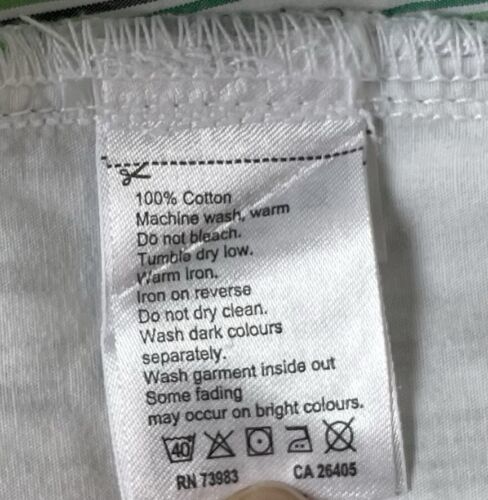 100% Cotton
Machine wash, warm
Do not bleach.
Tumble dry low.
Warm Iron.
Iron on reverse
Do not dry clean.
Wash dark colours
separately.
Wash garment inside out
Some fading
may occur on bright colours.
40
RN 73983 CA 26405